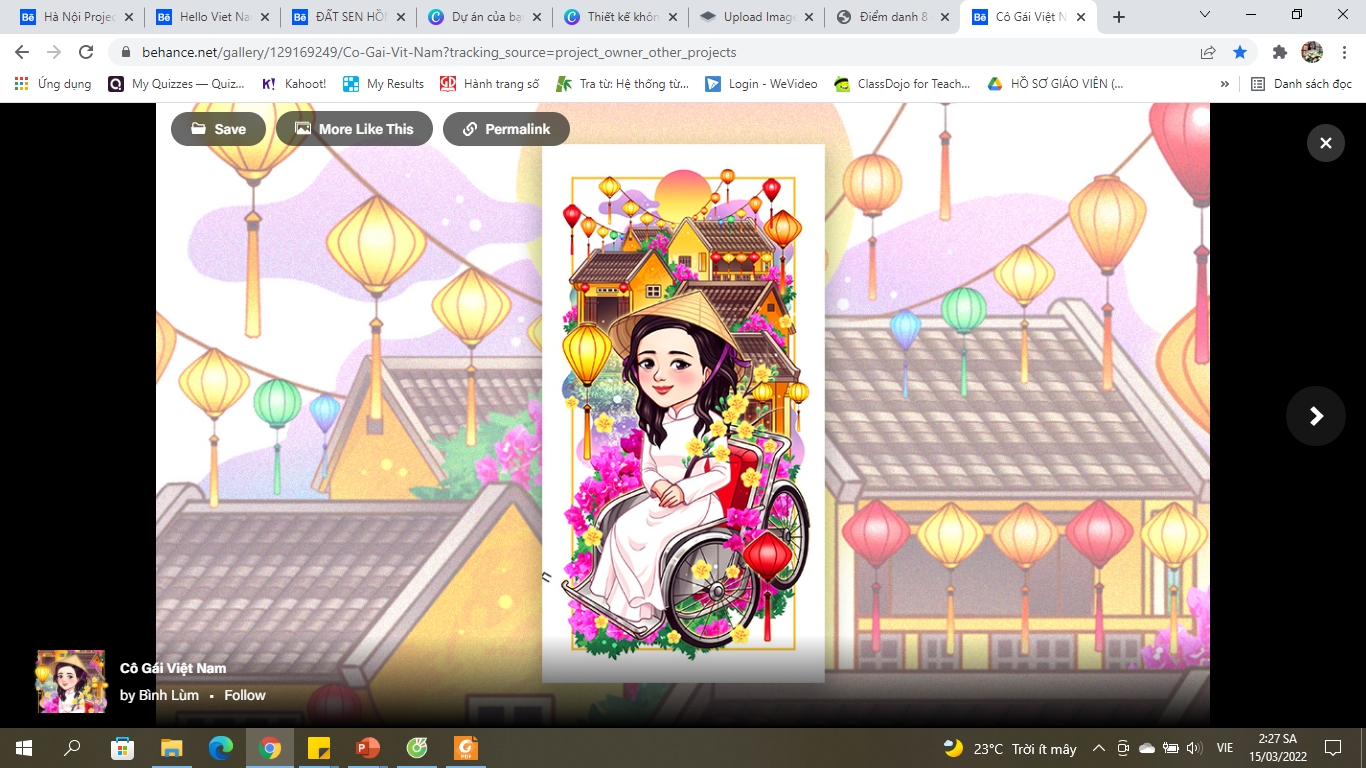 Hà Nội Projec
Hello Viet Na
ĐẤT SEN HỒN
Dự án của bạ
Thiết kế khôn
Upload Image
Điểm danh 8
Cô Gái Việt N
behance.net/gallery/129169249/Co-Gai-Vit-Nam?tracking_source=project_owner_other_projects
Ứng dụng
My Quizzes — Quiz...
Kahoot!
My Results
Hành trang số
Tra từ: Hệ thống từ...
Login - WeVideo
ClassDojo for Teach...
HỒ SƠ GIÁO VIÊN (...
»
Danh sách đọc
Save
More Like This
Permalink
Cô Gái Việt Nam
by Bình Lùm • Follow
23°C Trời ít mây
VIE
2:27 SA
15/03/2022